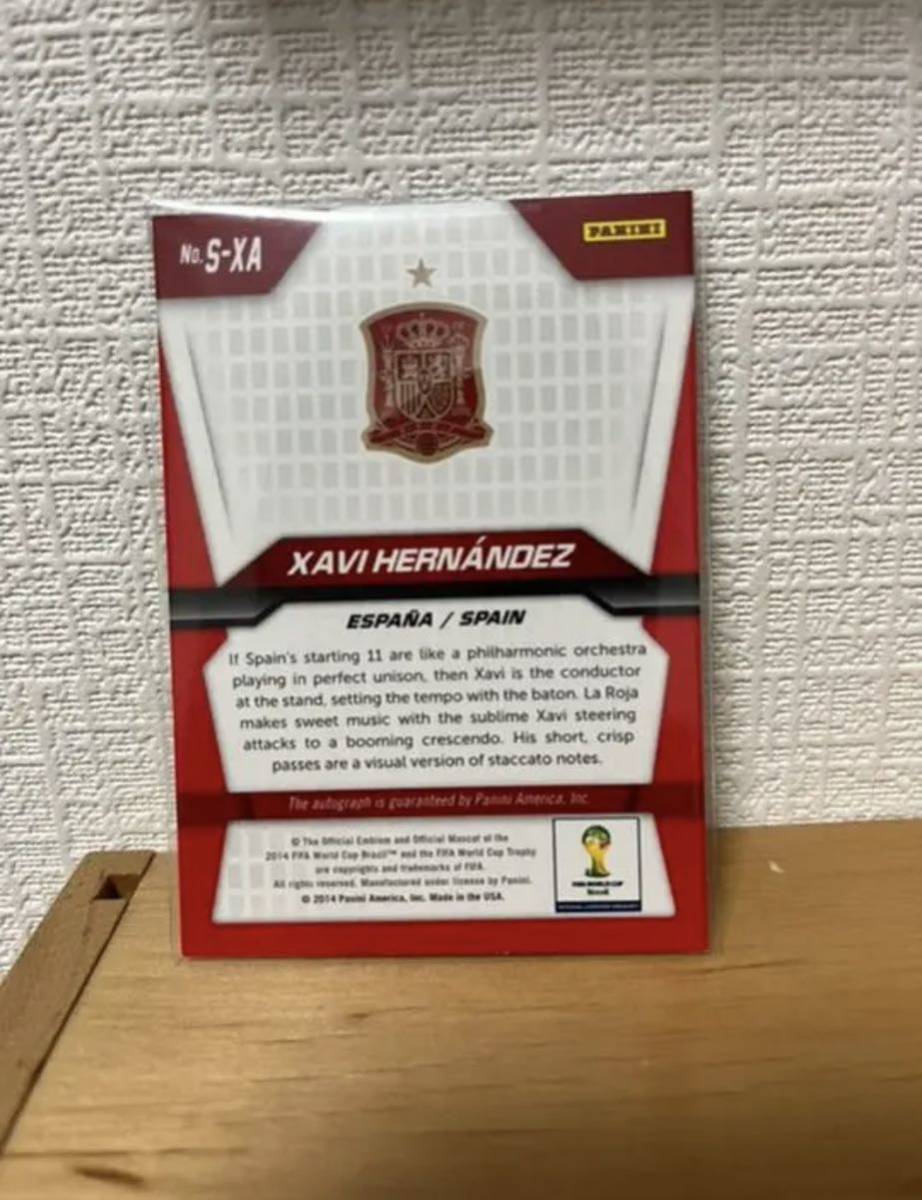 No. S-XA
PANINI
XAVI HERNÁNDEZ
ESPAÑA / SPAIN
If Spain's starting 11 are like a philharmonic orchestra
playing in perfect unison, then Xavi is the conductor
at the stand, setting the tempo with the baton. La Roja
makes sweet music with the sublime Xavi steering
attacks to a booming crescendo. His short, crisp
passes are a visual version of staccato notes.
The autograph is guaranteed by Panini America, Inc.
© The Official Emblem and Official Mascot of the
2014 FIFA World Cup Brazil™ and the FIFA World Cup Trophy
are copyrights and trademarks of FIFA.
All rights reserved. Manufactured under license by Panini.
© 2014 Panini America, Inc. Made in the USA.
FIFA WORLD CUP
Brasil